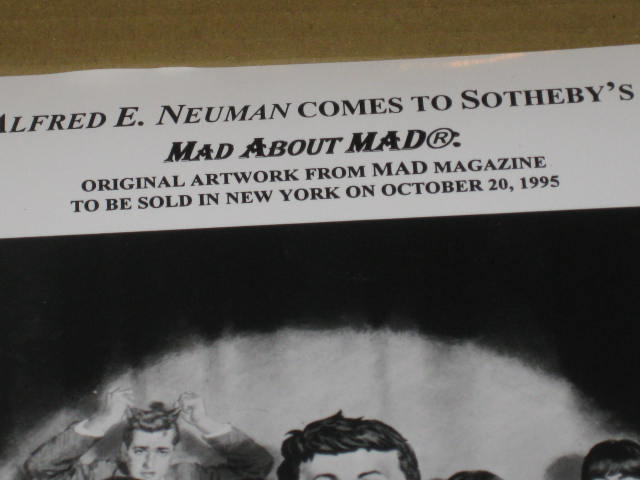 ALFRED E. NEUMAN COMES TO SOTHEBY'S
MAD ABOUT MAD®:
ORIGINAL ARTWORK FROM MAD MAGAZINE
TO BE SOLD IN NEW YORK ON OCTOBER 20, 1995